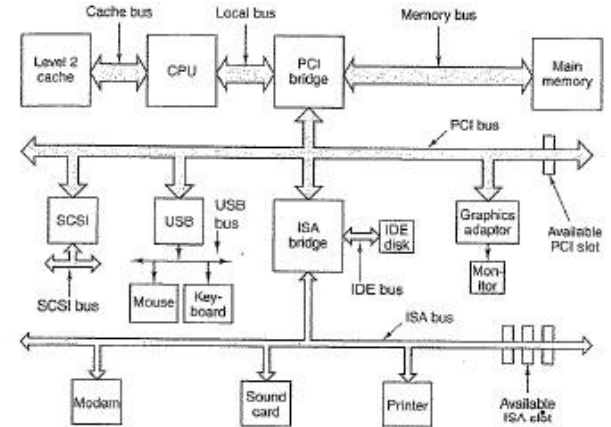 Cache bus
Local bus
Memory bus
Level 2
cache
CPU
PCI
bridge
Main
memory
PCI bus
SCSI
USB
USB
bus
ISA
bridge
IDE
disk
Graphics
adaptor
Available
PCI slot
SCSI bus
Mouse
Key-
board
IDE bus
Mon-
itor
ISA bus
Modem
Sound
card
Printer
Available
ISA slot